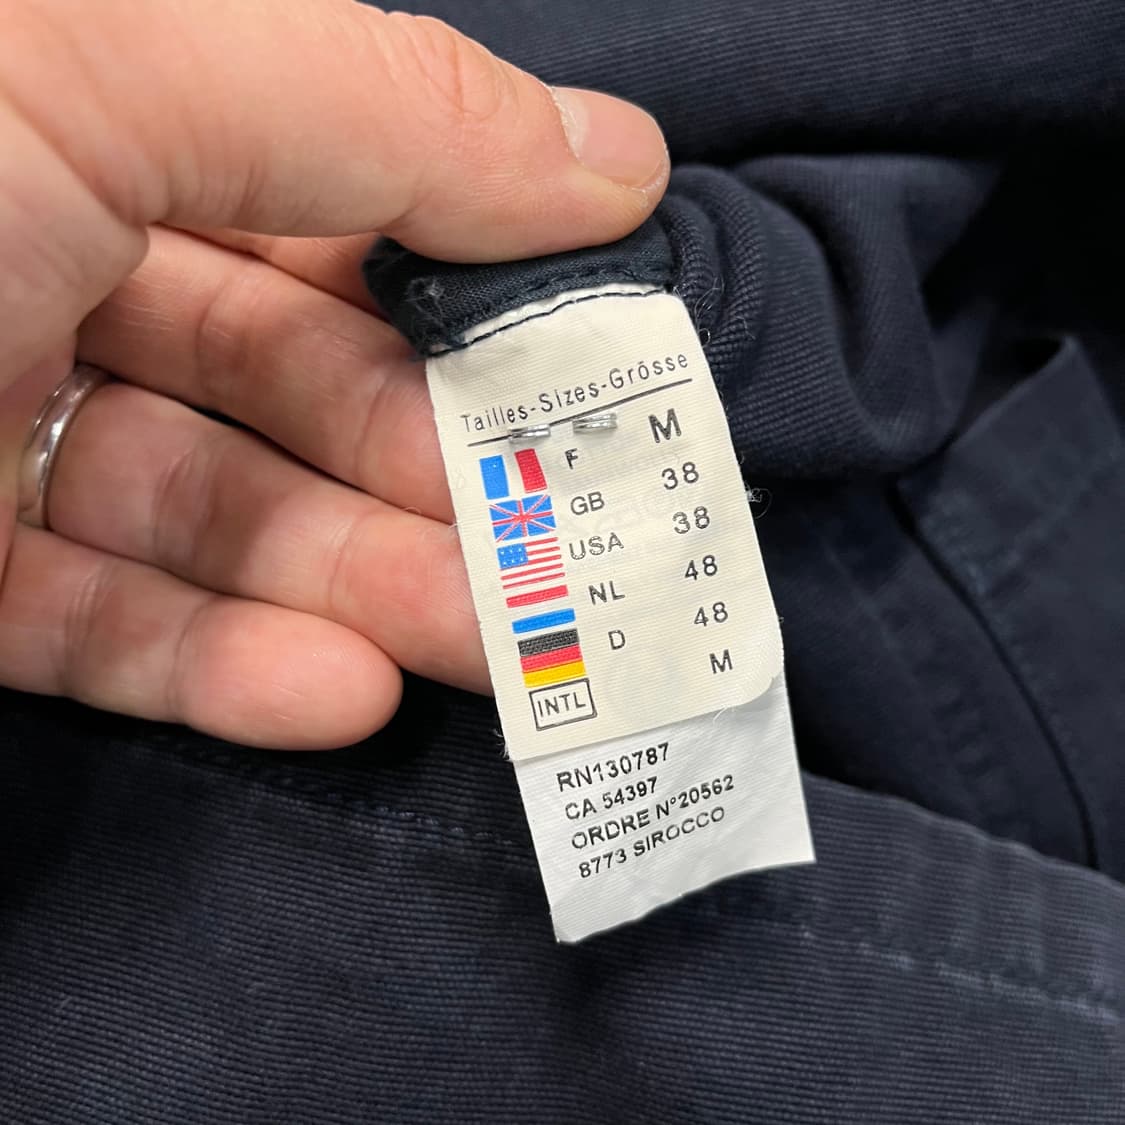 Tailles-Sizes-Grösse
F M
GB 38
USA 38
NL 48
D 48
INTL M
RN130787
CA 54397
ORDRE N°20562
8773 SIROCCO